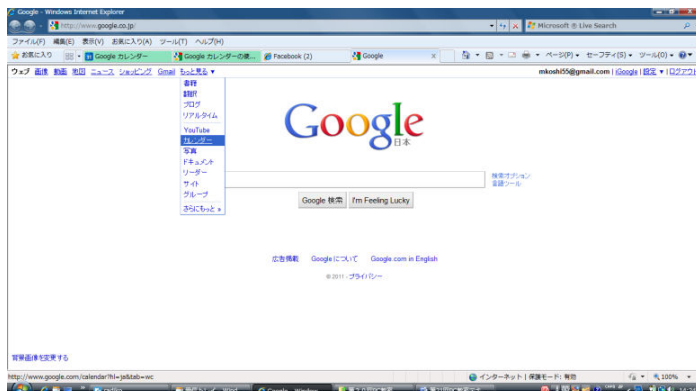 Google - Windows Internet Explorer
http://www.google.co.jp/
Microsoft ® Live Search
ファイル(F) 編集(E) 表示(V) お気に入り(A) ツール(T) ヘルプ(H)
お気に入り Google カレンダー Google カレンダーの使... Facebook (2) Google ページ(P) セーフティ(S) ツール(O)
ウェブ 画像 動画 地図 ニュース ショッピング Gmail もっと見る ▼ mkoshi55@gmail.com | iGoogle | 設定 ▼ | ログアウト
書籍
翻訳
ブログ
リアルタイム
YouTube
カレンダー
写真
ドキュメント
リーダー
サイト
グループ
さらにもっと »
Google
日本
検索オプション
言語ツール
Google 検索 I'm Feeling Lucky
広告掲載 Google について Google.com in English
© 2011 - プライバシー
背景画像を変更する
http://www.google.com/calendar?hl=ja&tab=wc インターネット | 保護モード: 有効 100%
Google - Windows ...